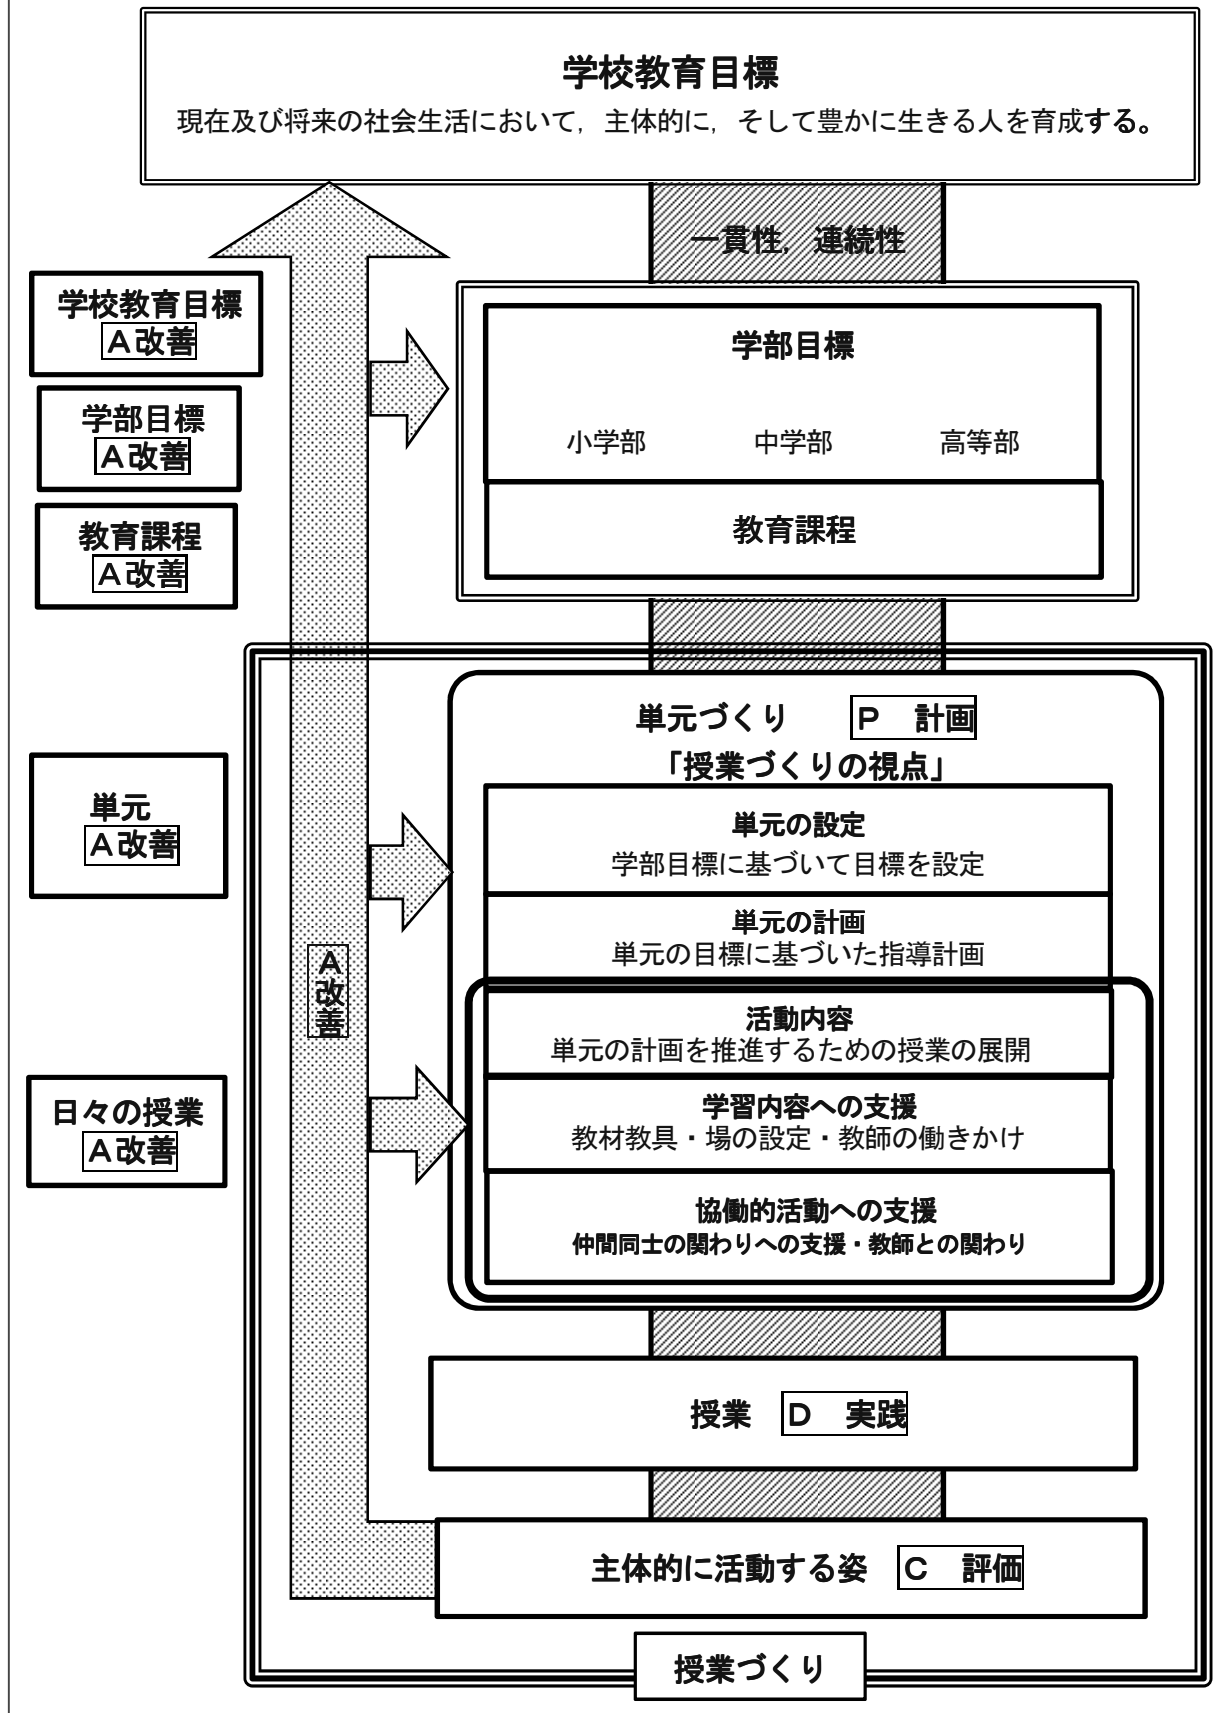 学校教育目標
現在及び将来の社会生活において，主体的に，そして豊かに生きる人を育成する。
一貫性，連続性
学校教育目標
Ａ改善
学部目標
Ａ改善
教育課程
Ａ改善
学部目標
小学部　中学部　高等部
教育課程
単元づくり　Ｐ　計画
「授業づくりの視点」
単元の設定
学部目標に基づいて目標を設定
単元の計画
単元の目標に基づいた指導計画
活動内容
単元の計画を推進するための授業の展開
学習内容への支援
教材教具・場の設定・教師の働きかけ
協働的活動への支援
仲間同士の関わりへの支援・教師との関わり
単元
Ａ改善
Ａ改善
日々の授業
Ａ改善
授業　Ｄ　実践
主体的に活動する姿　Ｃ　評価
授業づくり